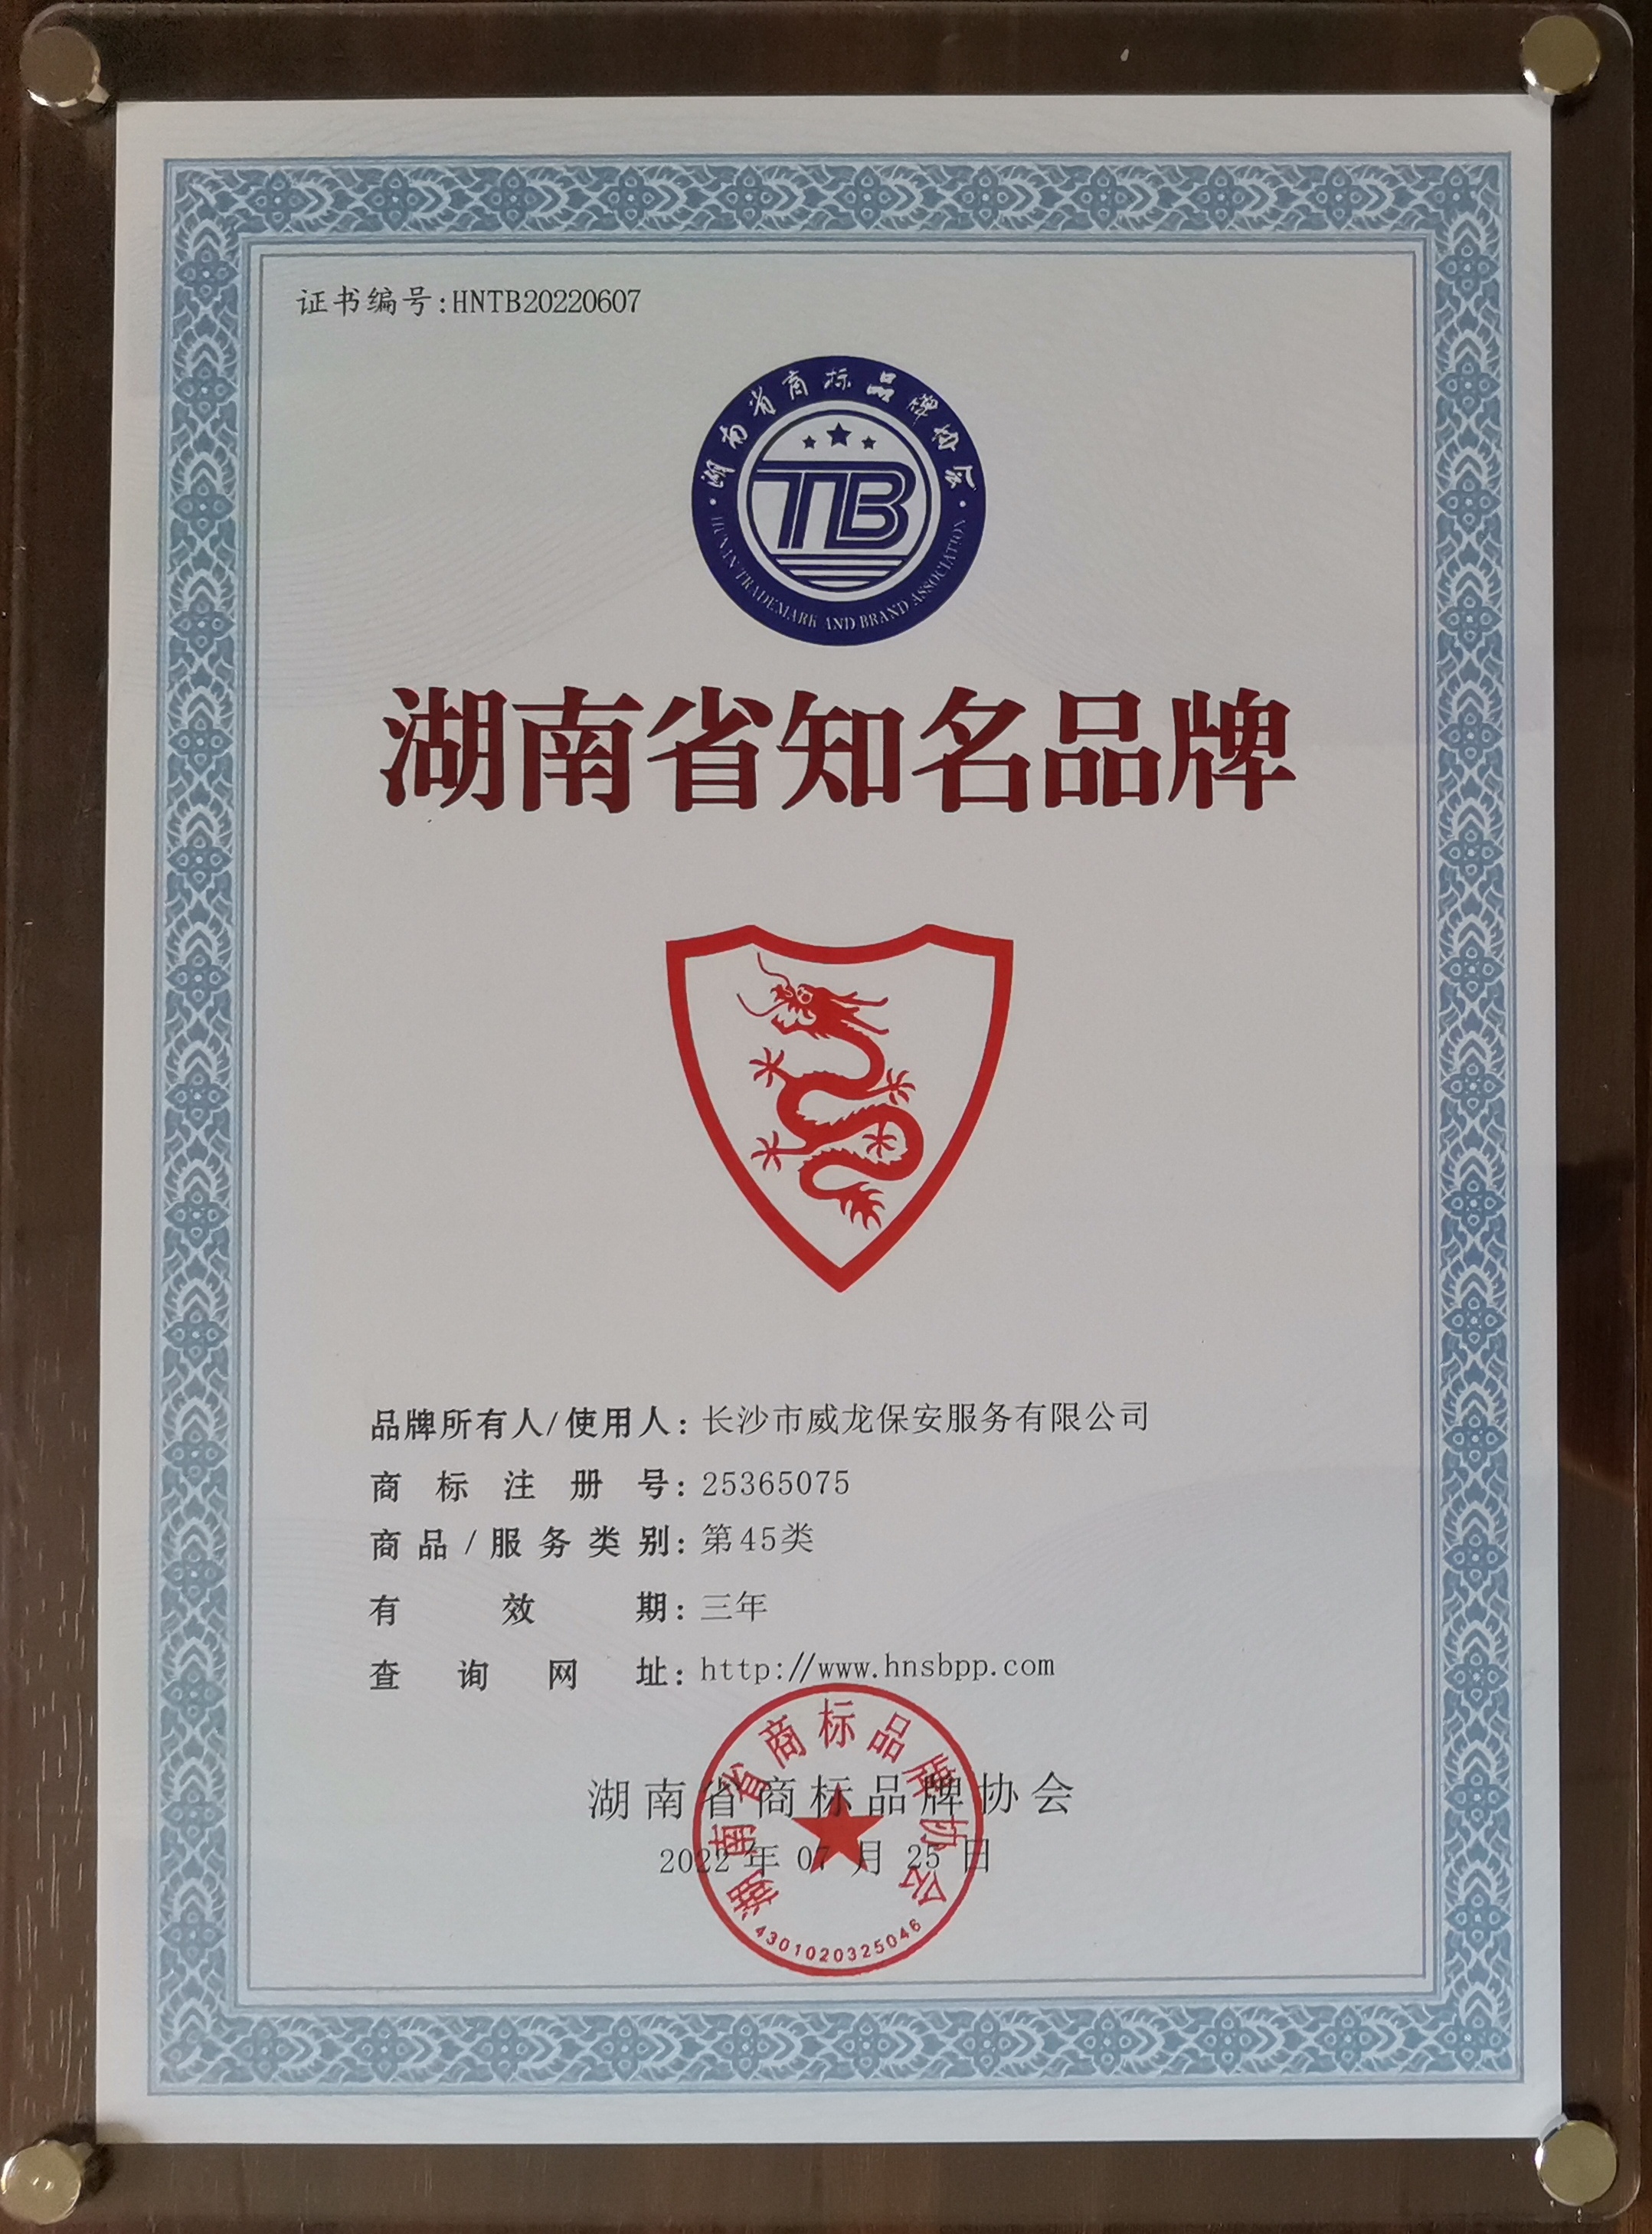 证书编号:HNTB20220607
湖南省商标品牌协会
TB
HUNAN TRADEMARK AND BRAND ASSOCIATION
湖南省知名品牌
品牌所有人/使用人: 长沙市威龙保安服务有限公司
商标注册号: 25365075
商品/服务类别: 第45类
有效期: 三年
查询网址: http://www.hnsbpp.com
湖南省商标品牌协会
2022年07月25日
湖南省商标品牌协会
4301020325046